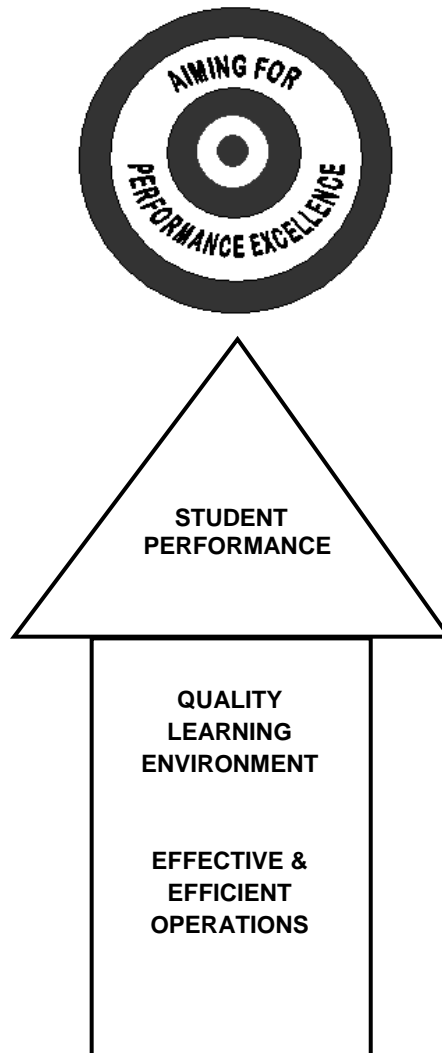 AIMING FOR
PERFORMANCE EXCELLENCE
STUDENT
PERFORMANCE
QUALITY
LEARNING
ENVIRONMENT
EFFECTIVE &
EFFICIENT
OPERATIONS